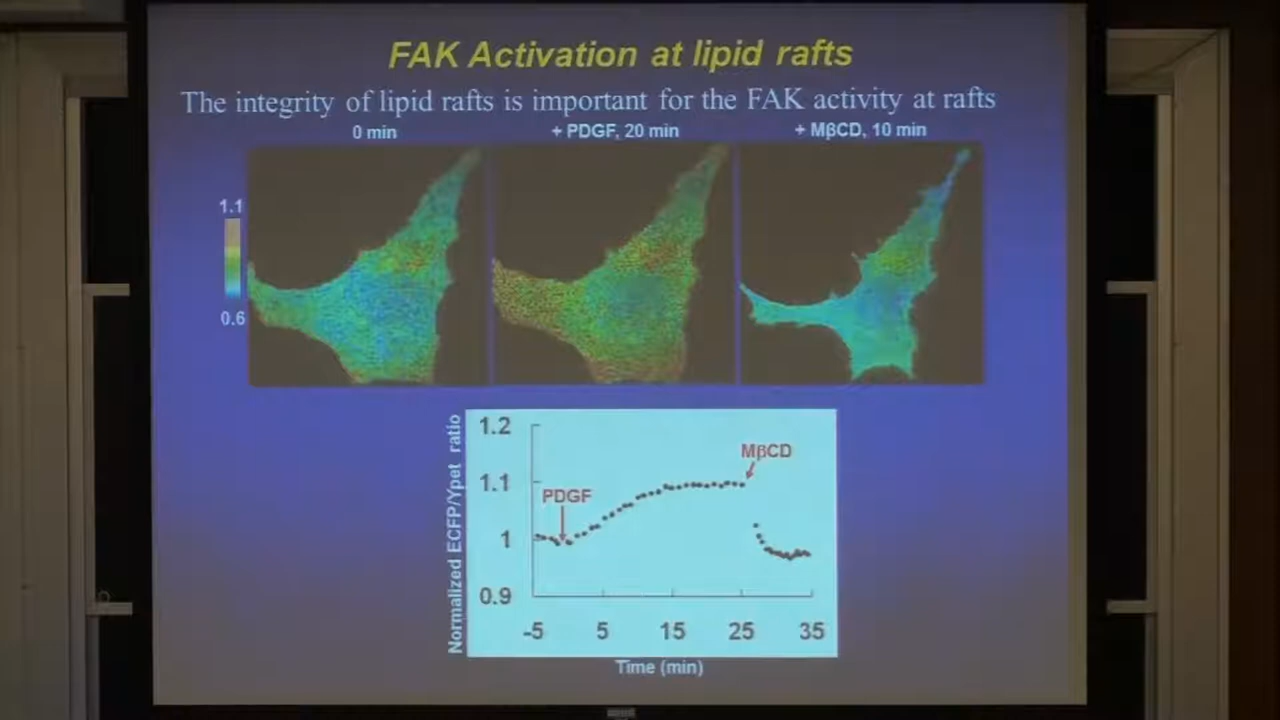 FAK Activation at lipid rafts
The integrity of lipid rafts is important for the FAK activity at rafts
0 min
+ PDGF, 20 min
+ MβCD, 10 min
1.1
0.6
Normalized ECFP/Ypet ratio
1.2
1.1
1
0.9
PDGF
MβCD
-5 5 15 25 35
Time (min)